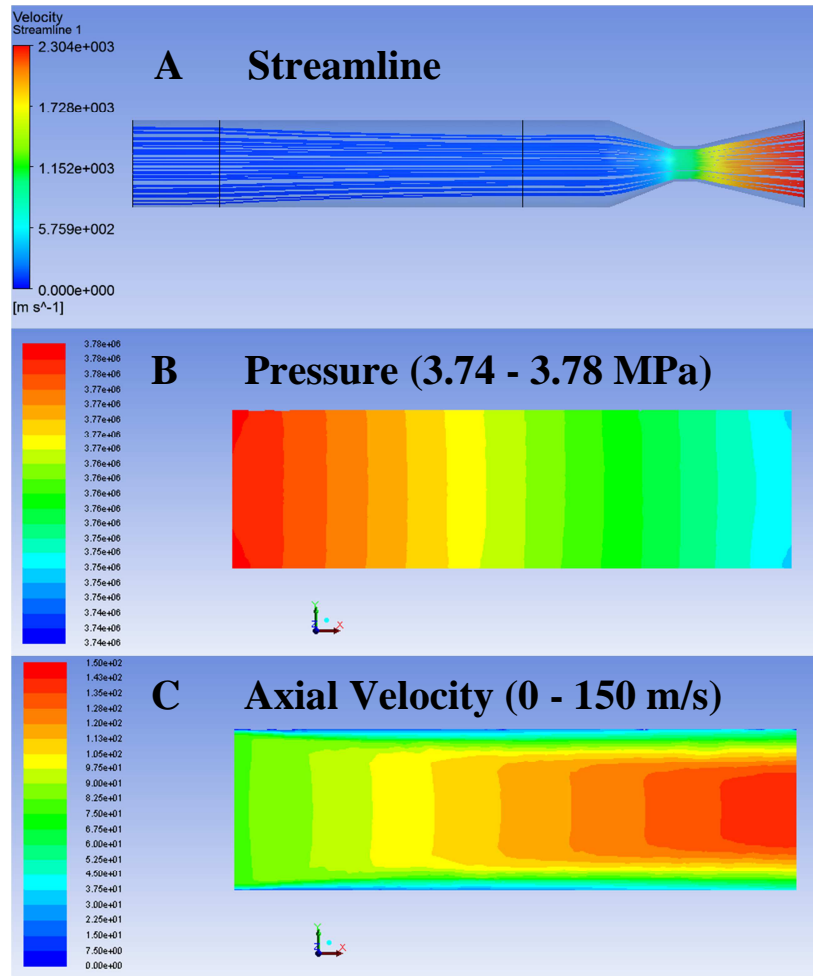 Velocity
Streamline 1
2.304e+003
1.728e+003
1.152e+003
5.759e+002
0.000e+000
[m s^-1]
A Streamline
3.78e+06
3.78e+06
3.78e+06
3.77e+06
3.77e+06
3.77e+06
3.77e+06
3.77e+06
3.76e+06
3.76e+06
3.76e+06
3.76e+06
3.76e+06
3.75e+06
3.75e+06
3.75e+06
3.75e+06
3.74e+06
3.74e+06
3.74e+06
3.74e+06
B Pressure (3.74 - 3.78 MPa)
Y
Z X
1.50e+02
1.43e+02
1.35e+02
1.28e+02
1.20e+02
1.13e+02
1.05e+02
9.75e+01
9.00e+01
8.25e+01
7.50e+01
6.75e+01
6.00e+01
5.25e+01
4.50e+01
3.75e+01
3.00e+01
2.25e+01
1.50e+01
7.50e+00
0.00e+00
C Axial Velocity (0 - 150 m/s)
Y
Z X